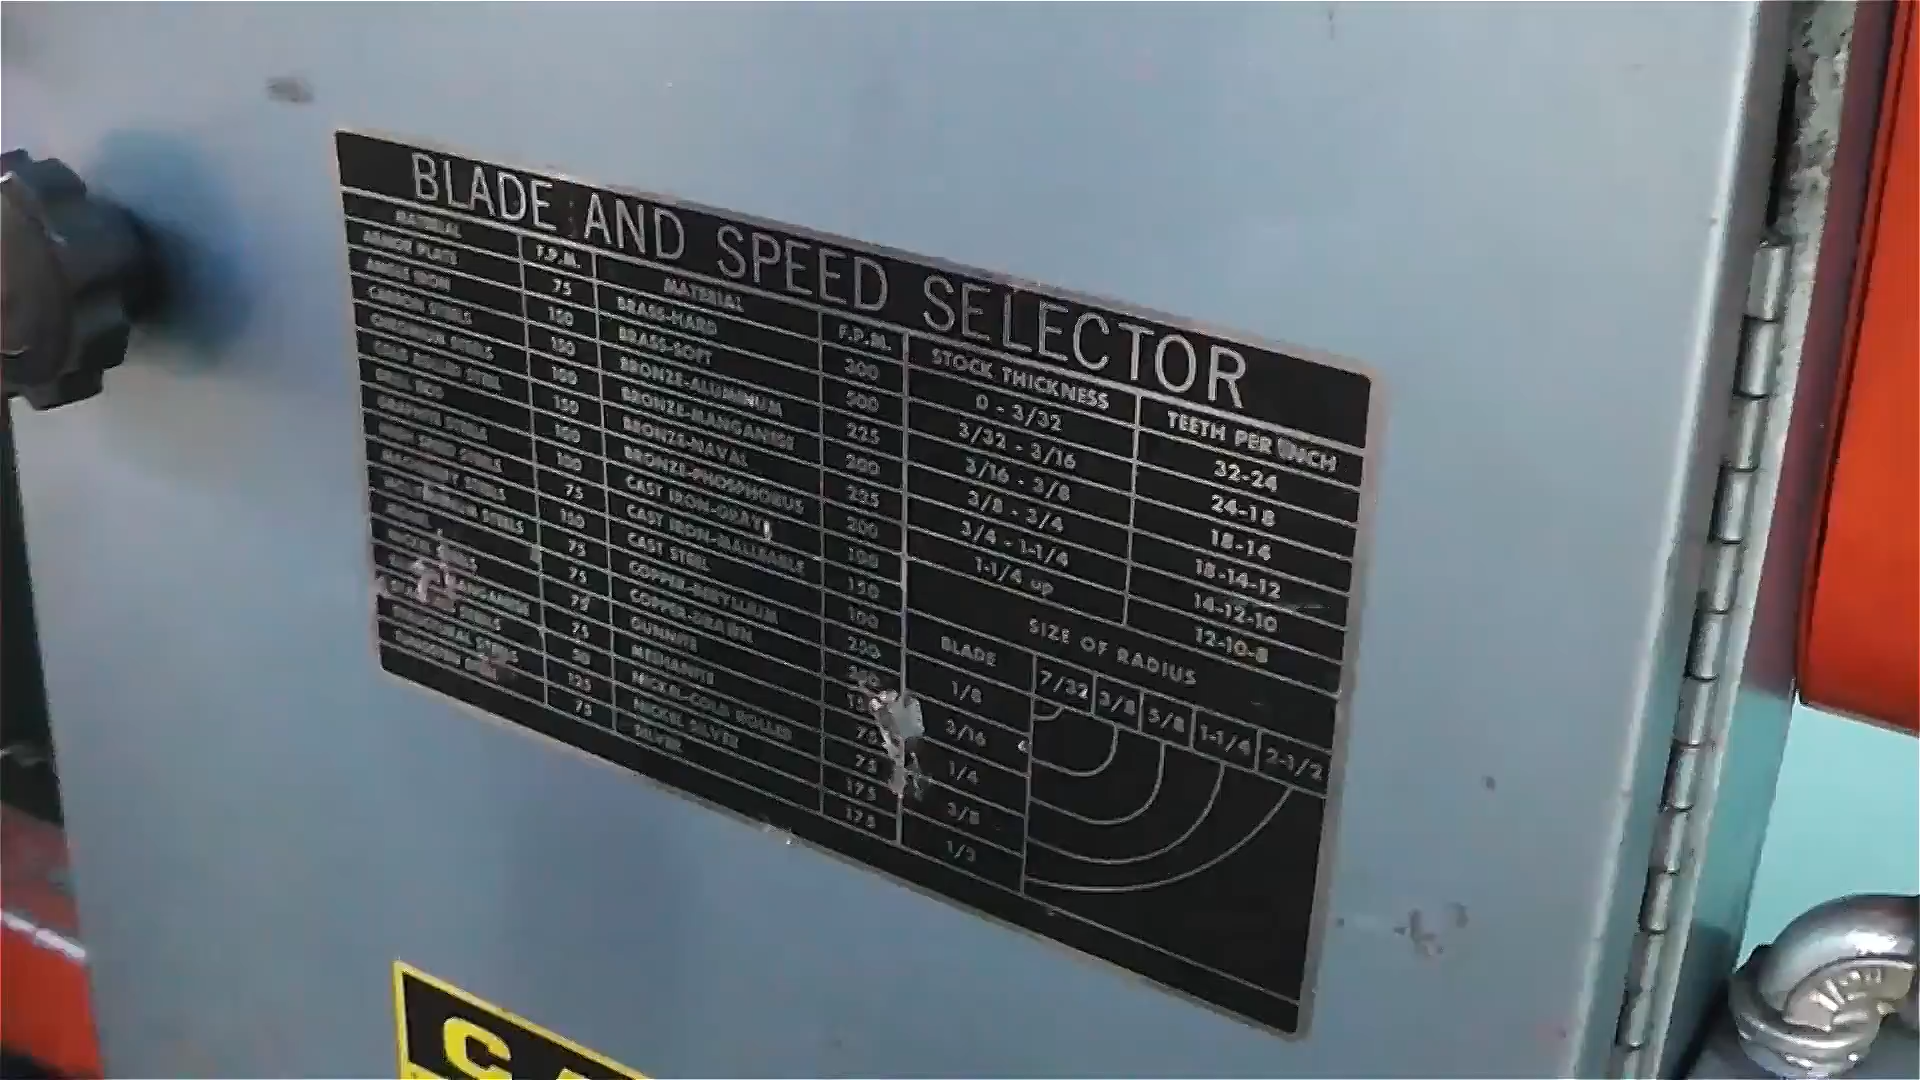 BLADE AND SPEED SELECTOR
MATERIAL F.P.M. MATERIAL F.P.M. STOCK THICKNESS TEETH PER INCH
ARMOR PLATE 75 BRASS-HARD 300 0 - 3/32 32-24
ANGLE IRON 150 BRASS-SOFT 500 3/32 - 3/16 24-18
CARBON STEELS 150 BRONZE-ALUMINUM 225 3/16 - 3/8 18-14
CHROMIUM STEELS 100 BRONZE-MANGANESE 200 3/8 - 3/4 18-14-12
COLD ROLLED STEEL 150 BRONZE-NAVAL 225 3/4 - 1-1/4 14-12-10
DRILL ROD 100 BRONZE-PHOSPHORUS 200 1-1/4 up 12-10-8
GRAPHITE STEELS 100 CAST IRON-GRAY 100
HIGH SPEED STEELS 75 CAST IRON-MALLEABLE 150
MACHINERY STEELS 150 CAST STEEL 100
STEELS 75 COPPER-BERYLLIUM 250
75 COPPER-DRAWN
STEELS 75 GUNNITE
75 MEEHANITE 75
STEELS 50 NICKEL-COLD ROLLED 75
STRUCTURAL STEELS 125 NICKEL SILVER 175
75 SILVER 175
BLADE SIZE OF RADIUS
7/32 3/8 5/8 1-1/4 2-1/2
1/8
3/16
1/4
3/8
1/2